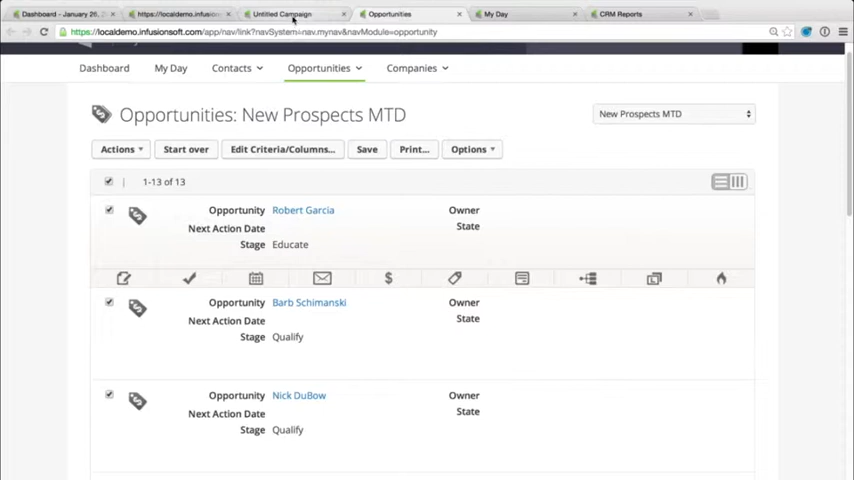 Dashboard - January 26, 2
https://localdemo.infusions
Untitled Campaign
Opportunities
My Day
CRM Reports
https://localdemo.infusionsoft.com/app/nav/link?navSystem=nav.mynav&navModule=opportunity
Dashboard My Day Contacts Opportunities Companies
Opportunities: New Prospects MTD
New Prospects MTD
Actions Start over Edit Criteria/Columns... Save Print... Options
1-13 of 13
Opportunity Robert Garcia Owner
Next Action Date State
Stage Educate
Opportunity Barb Schimanski Owner
Next Action Date State
Stage Qualify
Opportunity Nick DuBow Owner
Next Action Date State
Stage Qualify